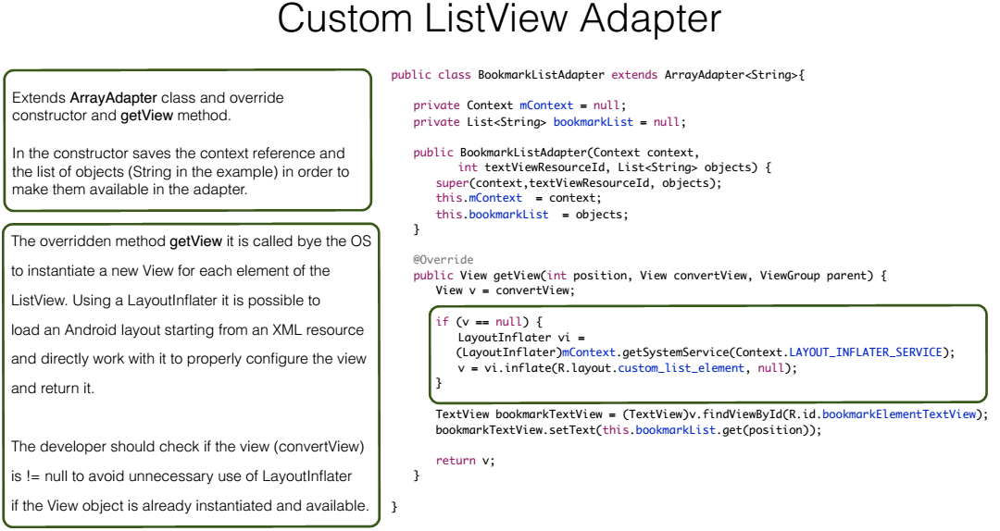 Custom ListView Adapter
Extends ArrayAdapter class and override
constructor and getView method.
In the constructor saves the context reference and
the list of objects (String in the example) in order to
make them available in the adapter.
The overridden method getView it is called bye the OS
to instantiate a new View for each element of the
ListView. Using a LayoutInflater it is possible to
load an Android layout starting from an XML resource
and directly work with it to properly configure the view
and return it.
The developer should check if the view (convertView)
is != null to avoid unnecessary use of LayoutInflater
if the View object is already instantiated and available.
public class BookmarkListAdapter extends ArrayAdapter<String>{
private Context mContext = null;
private List<String> bookmarkList = null;
public BookmarkListAdapter(Context context,
int textViewResourceId, List<String> objects) {
super(context,textViewResourceId, objects);
this.mContext = context;
this.bookmarkList = objects;
}
@Override
public View getView(int position, View convertView, ViewGroup parent) {
View v = convertView;
if (v == null) {
LayoutInflater vi =
(LayoutInflater)mContext.getSystemService(Context.LAYOUT_INFLATER_SERVICE);
v = vi.inflate(R.layout.custom_list_element, null);
}
TextView bookmarkTextView = (TextView)v.findViewById(R.id.bookmarkElementTextView);
bookmarkTextView.setText(this.bookmarkList.get(position));
return v;
}
}